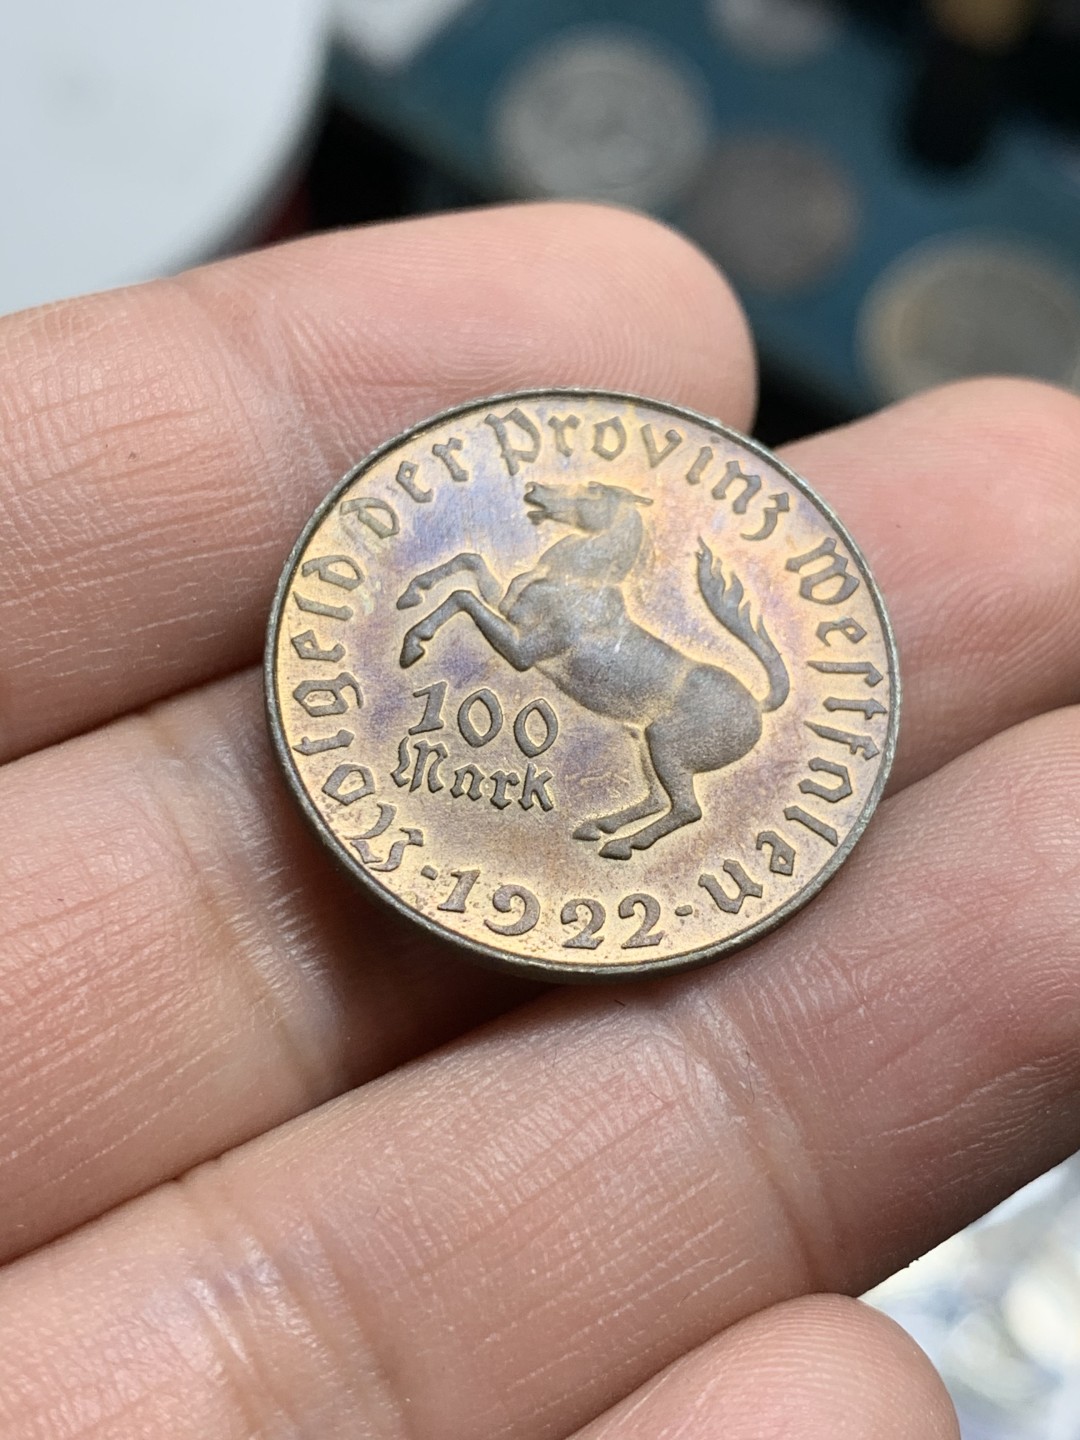 Notgeld der Provinz Westfalen
100
Mark
·1922·